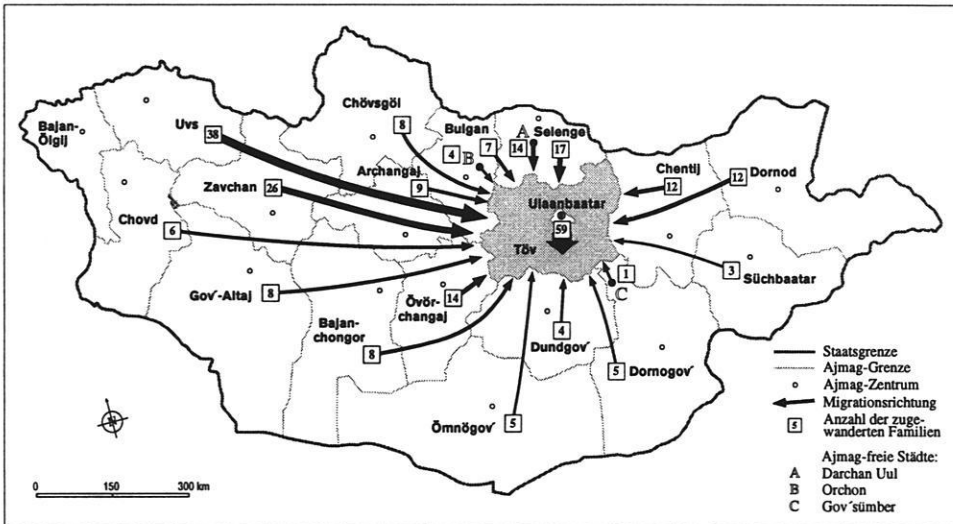 Chövsgöl
8
Bajan-
Ölgij
Uvs
38
Bulgan
7
4
B
A
14
Selenge
17
Archangaj
9
Zavchan
26
Chentij
12
Dornod
12
Ulaanbaatar
59
Chovd
6
Töv
1
C
3
Süchbaatar
Gov´-Altaj
8
Övör-
changaj
14
Bajan-
chongor
8
4
Dundgov´
5
Dornogov´
Ömnögov´
5
N
0 150 300 km
Staatsgrenze
Ajmag-Grenze
Ajmag-Zentrum
Migrationsrichtung
5 Anzahl der zuge-
wanderten Familien
Ajmag-freie Städte:
A Darchan Uul
B Orchon
C Gov´sümber